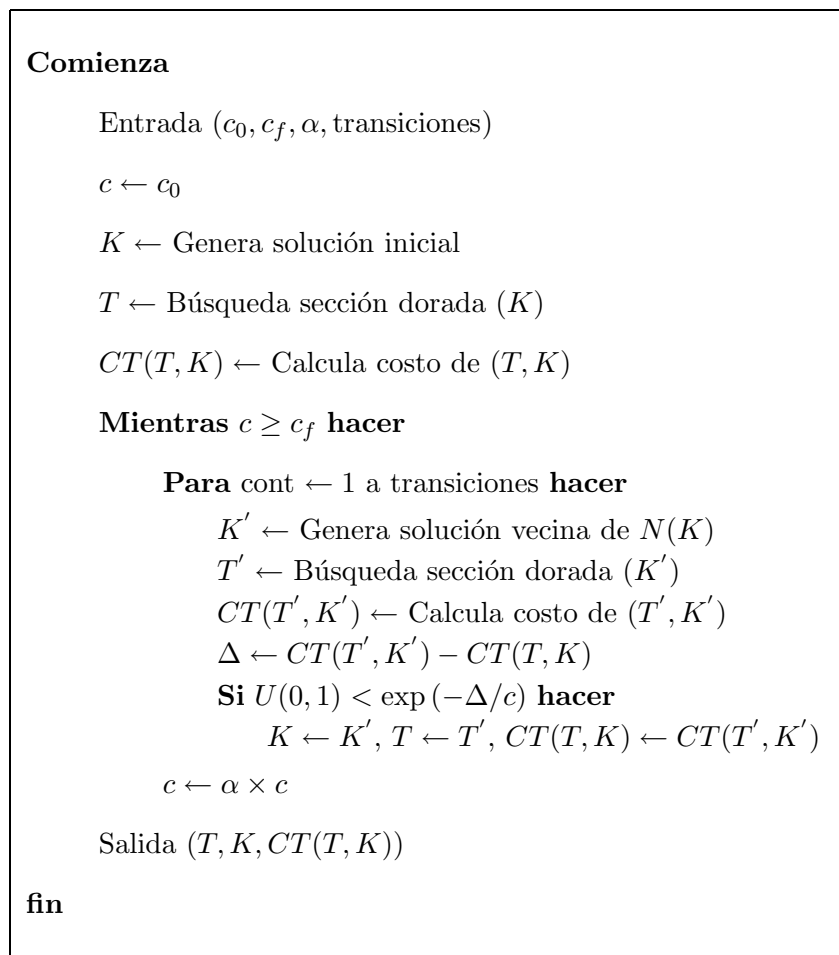 Comienza
Entrada (c₀, c_f, α, transiciones)
c ← c₀
K ← Genera solución inicial
T ← Búsqueda sección dorada (K)
CT(T, K) ← Calcula costo de (T, K)
Mientras c ≥ c_f hacer
Para cont ← 1 a transiciones hacer
K′ ← Genera solución vecina de N(K)
T′ ← Búsqueda sección dorada (K′)
CT(T′, K′) ← Calcula costo de (T′, K′)
Δ ← CT(T′, K′) − CT(T, K)
Si U(0, 1) < exp (−Δ/c) hacer
K ← K′, T ← T′, CT(T, K) ← CT(T′, K′)
c ← α × c
Salida (T, K, CT(T, K))
fin